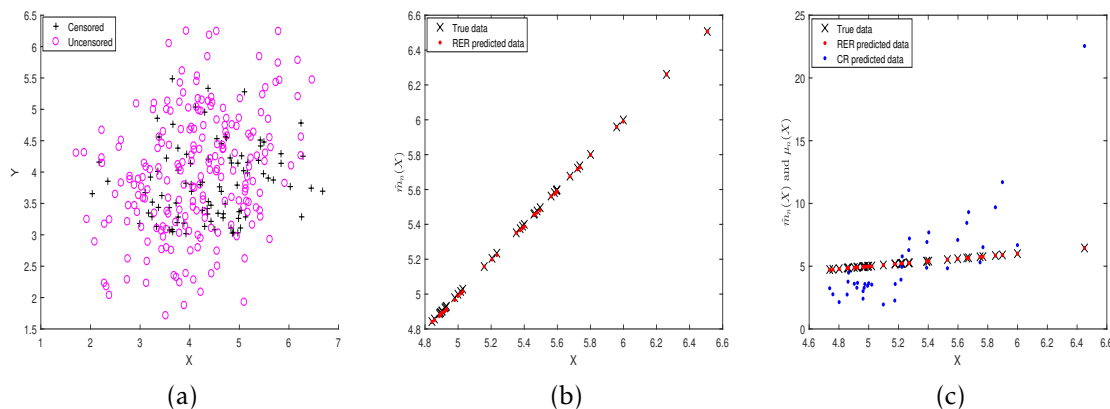 Censored
Uncensored
Y
6.5
6
5.5
5
4.5
4
3.5
3
2.5
2
1.5
1 2 3 4 5 6 7
X
(a)
True data
RER predicted data
m̂ₙ(X)
6.6
6.4
6.2
6
5.8
5.6
5.4
5.2
5
4.8
4.8 5 5.2 5.4 5.6 5.8 6 6.2 6.4 6.6
X
(b)
True data
RER predicted data
CR predicted data
m̂ₙ(X) and μₙ(X)
25
20
15
10
5
0
4.6 4.8 5 5.2 5.4 5.6 5.8 6 6.2 6.4 6.6
X
(c)